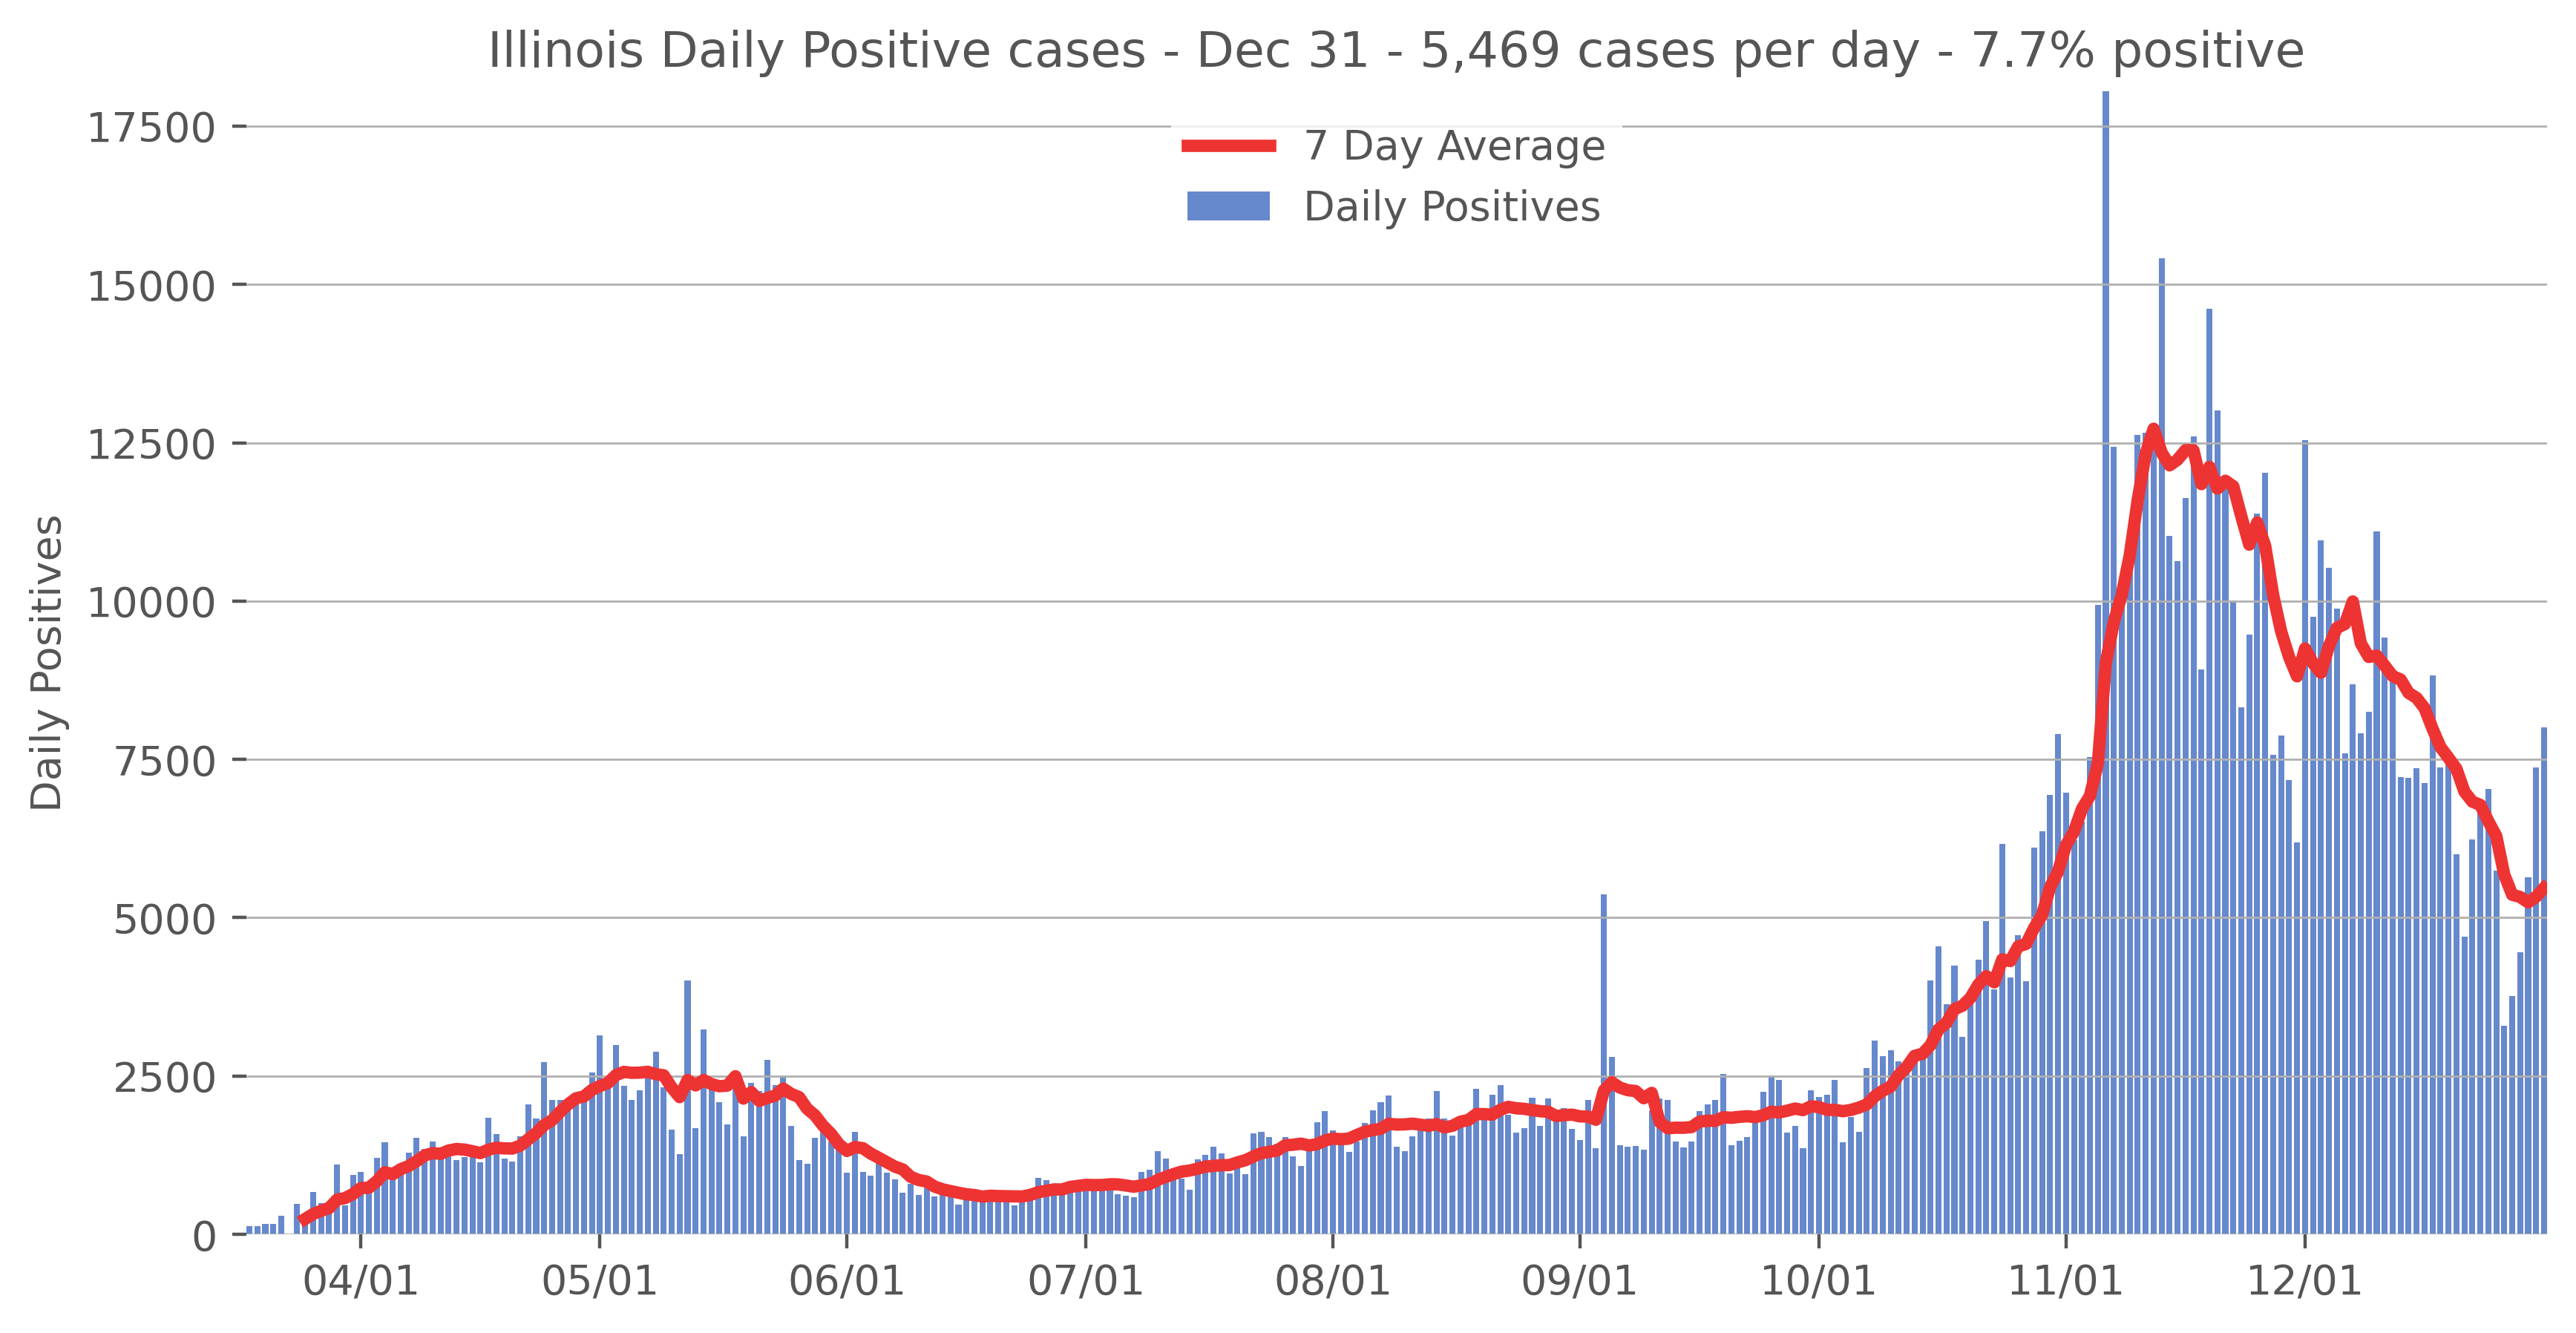 Illinois Daily Positive cases - Dec 31 - 5,469 cases per day - 7.7% positive
7 Day Average
Daily Positives
Daily Positives
17500
15000
12500
10000
7500
5000
2500
0
04/01 05/01 06/01 07/01 08/01 09/01 10/01 11/01 12/01